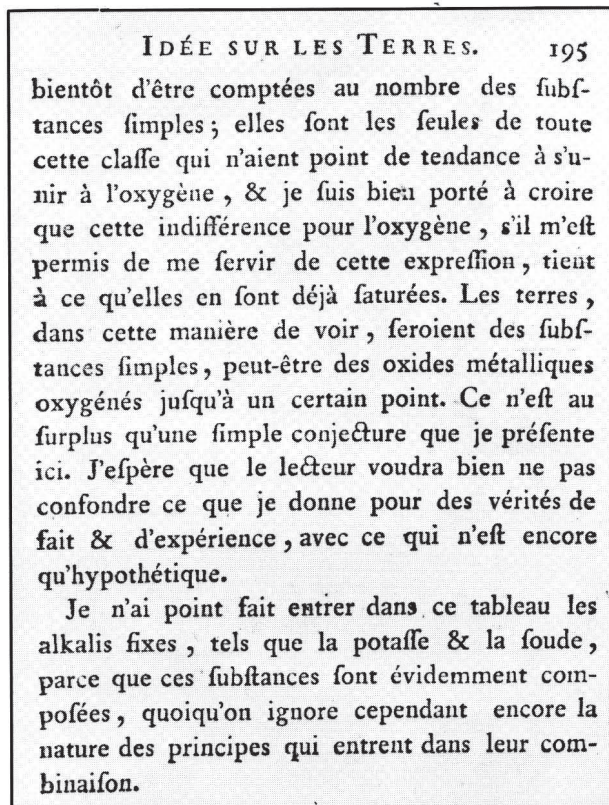 IDÉE SUR LES TERRES. 195
bientôt d'être comptées au nombre des ſubſ-
tances ſimples ; elles ſont les ſeules de toute
cette claſſe qui n'aient point de tendance à s'u-
nir à l'oxygène , & je ſuis bien porté à croire
que cette indifférence pour l'oxygène , s'il m'eſt
permis de me ſervir de cette expreſſion , tient
à ce qu'elles en ſont déjà ſaturées. Les terres ,
dans cette manière de voir , ſeroient des ſubſ-
tances ſimples , peut-être des oxides métalliques
oxygénés juſqu'à un certain point. Ce n'eſt au
ſurplus qu'une ſimple conjecture que je préſente
ici. J'eſpère que le lecteur voudra bien ne pas
confondre ce que je donne pour des vérités de
fait & d'expérience , avec ce qui n'eſt encore
qu'hypothétique.
Je n'ai point fait entrer dans ce tableau les
alkalis fixes , tels que la potaſſe & la ſoude ,
parce que ces ſubſtances ſont évidemment com-
poſées , quoiqu'on ignore cependant encore la
nature des principes qui entrent dans leur com-
binaiſon.